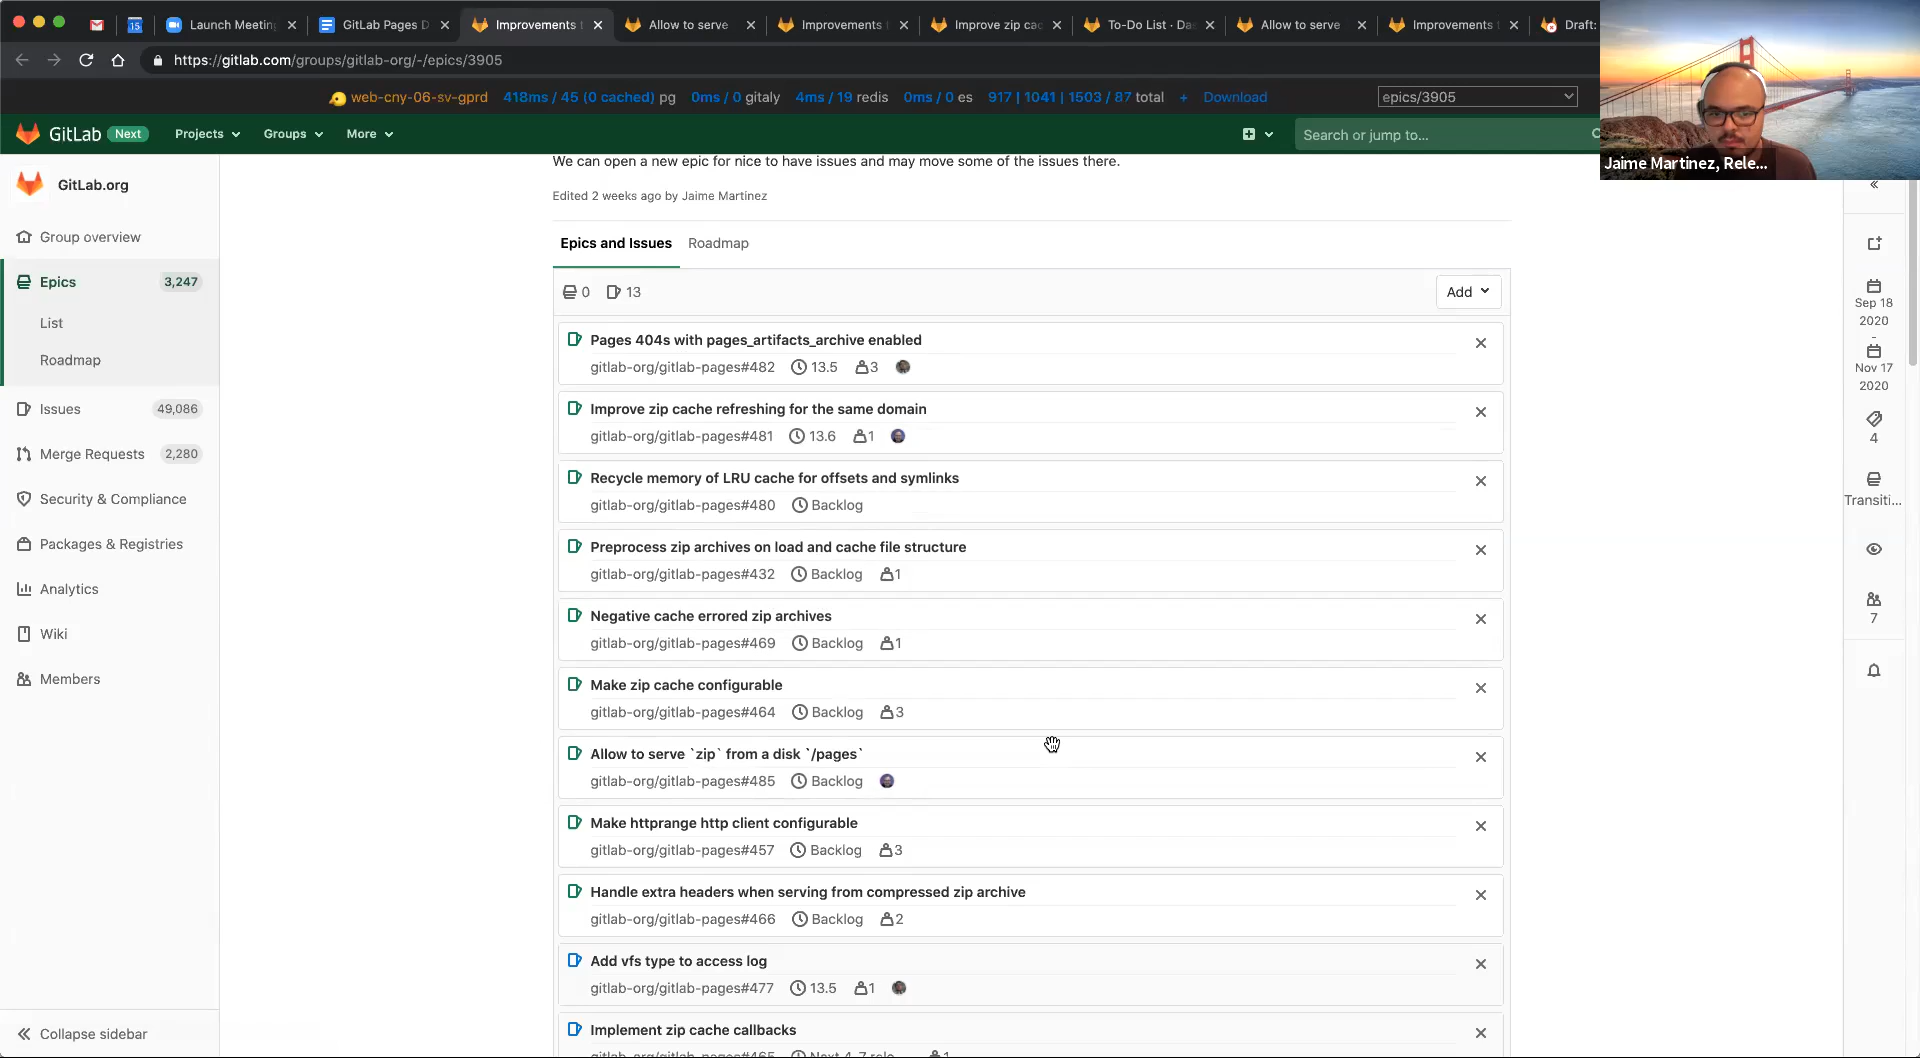 Launch Meeting
GitLab Pages D
Improvements
Allow to serve
Improvements
Improve zip cac
To-Do List · Da
Allow to serve
Improvements
Draft:
https://gitlab.com/groups/gitlab-org/-/epics/3905
web-cny-06-sv-gprd 418ms / 45 (0 cached) pg 0ms / 0 gitaly 4ms / 19 redis 0ms / 0 es 917 | 1041 | 1503 / 87 total + Download
epics/3905
GitLab Next Projects Groups More Search or jump to...
Jaime Martinez, Rele...
GitLab.org
Group overview
Epics 3,247
List
Roadmap
Issues 49,086
Merge Requests 2,280
Security & Compliance
Packages & Registries
Analytics
Wiki
Members
Collapse sidebar
We can open a new epic for nice to have issues and may move some of the issues there.
Edited 2 weeks ago by Jaime Martinez
Epics and Issues Roadmap
0 13 Add
Pages 404s with pages_artifacts_archive enabled
gitlab-org/gitlab-pages#482 13.5 3
Improve zip cache refreshing for the same domain
gitlab-org/gitlab-pages#481 13.6 1
Recycle memory of LRU cache for offsets and symlinks
gitlab-org/gitlab-pages#480 Backlog
Preprocess zip archives on load and cache file structure
gitlab-org/gitlab-pages#432 Backlog 1
Negative cache errored zip archives
gitlab-org/gitlab-pages#469 Backlog 1
Make zip cache configurable
gitlab-org/gitlab-pages#464 Backlog 3
Allow to serve `zip` from a disk `/pages`
gitlab-org/gitlab-pages#485 Backlog
Make httprange http client configurable
gitlab-org/gitlab-pages#457 Backlog 3
Handle extra headers when serving from compressed zip archive
gitlab-org/gitlab-pages#466 Backlog 2
Add vfs type to access log
gitlab-org/gitlab-pages#477 13.5 1
Implement zip cache callbacks
gitlab-org/gitlab-pages#465 Next 4-7 rele... 1
Sep 18
2020
-
Nov 17
2020
4
Transiti...
7